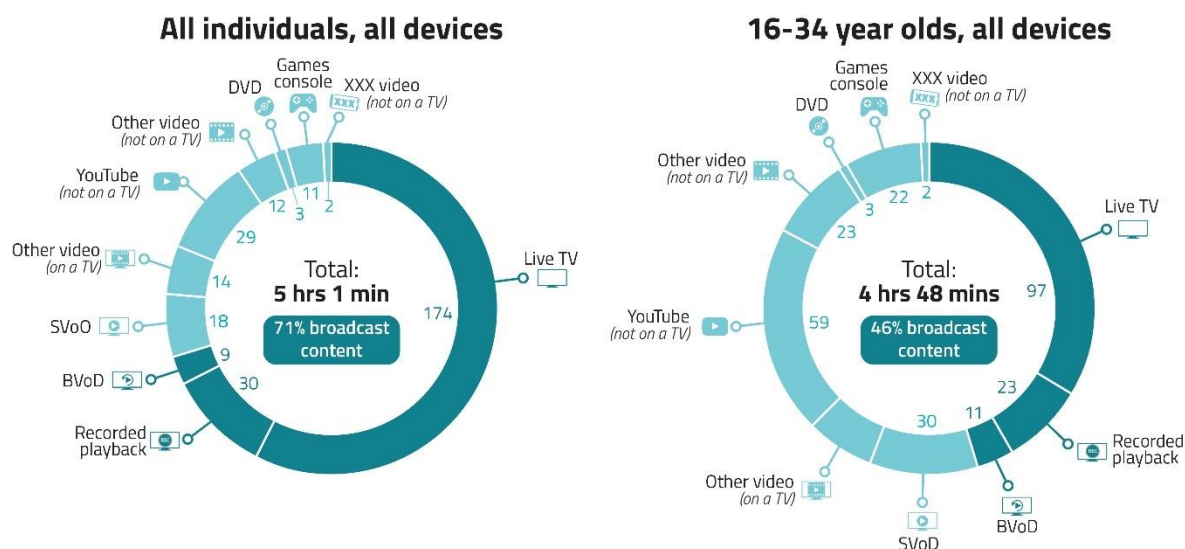 All individuals, all devices
Games
console
XXX video
(not on a TV)
XXX
DVD
Other video
(not on a TV)
YouTube
(not on a TV)
Other video
(on a TV)
SVoO
BVoD
Recorded
playback
REC
Live TV
174
30
9
18
14
29
12
3
11
2
Total:
5 hrs 1 min
71% broadcast
content
16-34 year olds, all devices
Games
console
XXX video
(not on a TV)
XXX
DVD
Other video
(not on a TV)
YouTube
(not on a TV)
Other video
(on a TV)
SVoD
BVoD
Recorded
playback
REC
Live TV
97
23
11
30
59
23
3
22
2
Total:
4 hrs 48 mins
46% broadcast
content